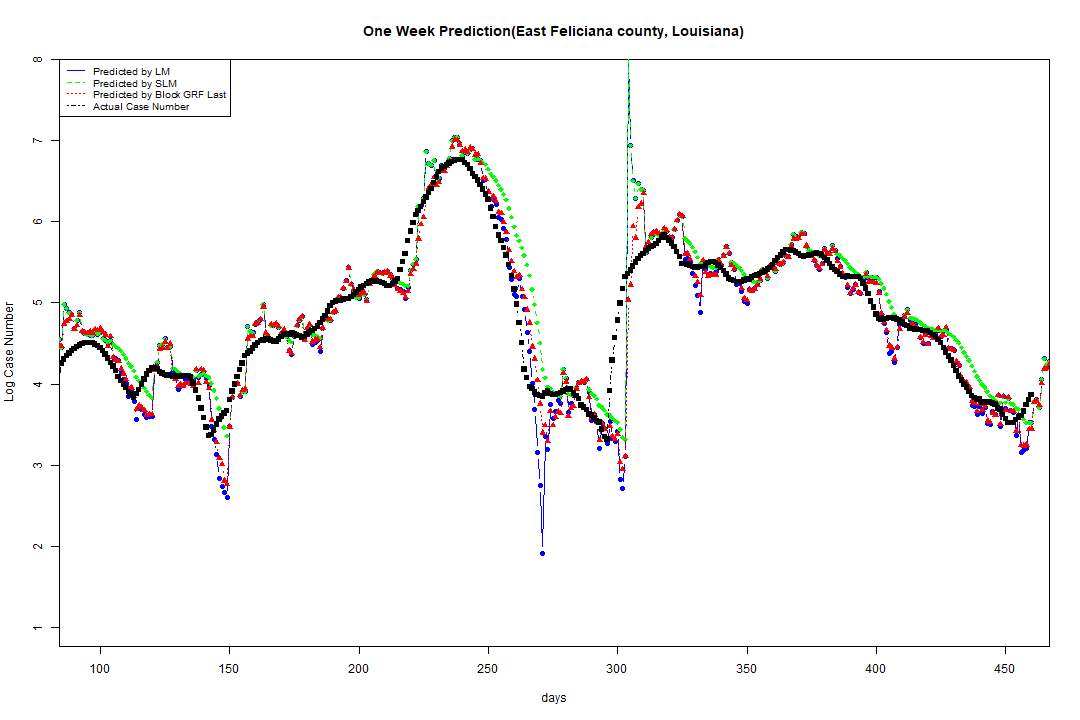 One Week Prediction(East Feliciana county, Louisiana)
Predicted by LM
Predicted by SLM
Predicted by Block GRF Last
Actual Case Number
Log Case Number
8
7
6
5
4
3
2
1
100 150 200 250 300 350 400 450
days